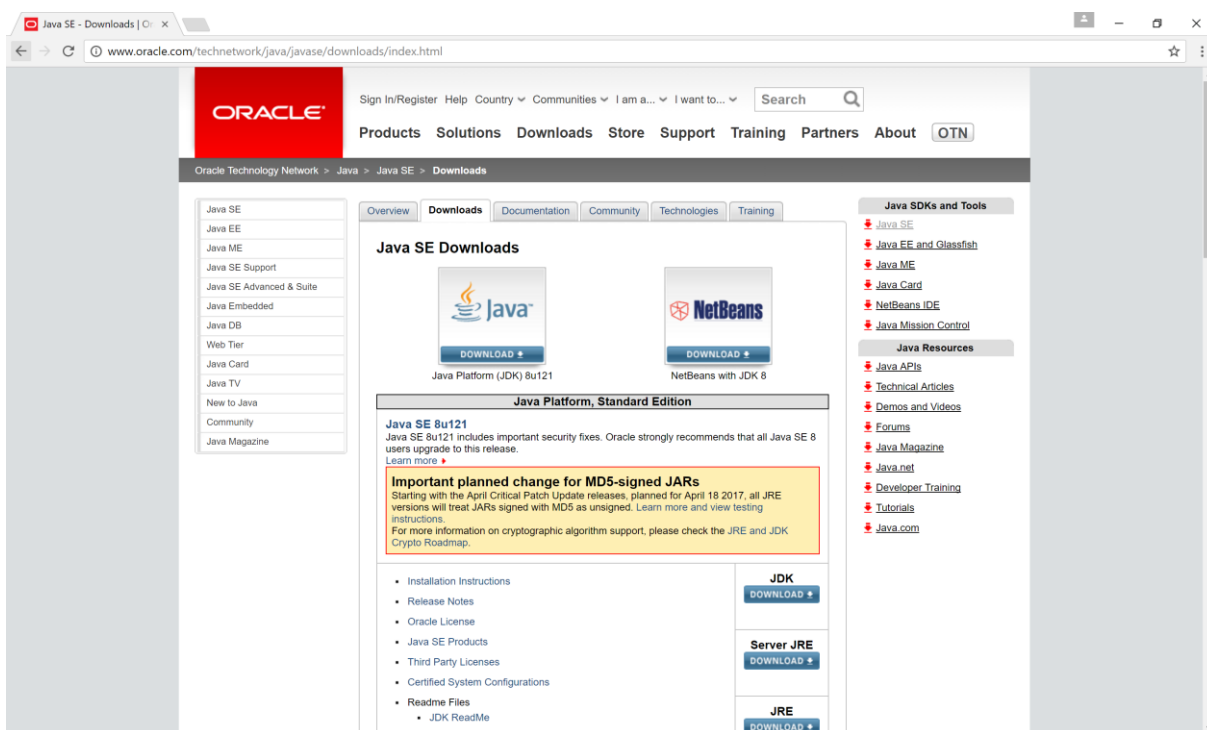 Java SE - Downloads | Or
www.oracle.com/technetwork/java/javase/downloads/index.html
ORACLE
Sign In/Register Help Country Communities I am a... I want to... Search
Products Solutions Downloads Store Support Training Partners About OTN
Oracle Technology Network > Java > Java SE > Downloads
Java SE
Java EE
Java ME
Java SE Support
Java SE Advanced & Suite
Java Embedded
Java DB
Web Tier
Java Card
Java TV
New to Java
Community
Java Magazine
Overview Downloads Documentation Community Technologies Training
Java SE Downloads
Java
DOWNLOAD
Java Platform (JDK) 8u121
NetBeans
DOWNLOAD
NetBeans with JDK 8
Java Platform, Standard Edition
Java SE 8u121
Java SE 8u121 includes important security fixes. Oracle strongly recommends that all Java SE 8
users upgrade to this release.
Learn more
Important planned change for MD5-signed JARs
Starting with the April Critical Patch Update releases, planned for April 18 2017, all JRE
versions will treat JARs signed with MD5 as unsigned. Learn more and view testing
instructions.
For more information on cryptographic algorithm support, please check the JRE and JDK
Crypto Roadmap.
• Installation Instructions
• Release Notes
• Oracle License
• Java SE Products
• Third Party Licenses
• Certified System Configurations
• Readme Files
• JDK ReadMe
JDK
DOWNLOAD
Server JRE
DOWNLOAD
JRE
DOWNLOAD
Java SDKs and Tools
Java SE
Java EE and Glassfish
Java ME
Java Card
NetBeans IDE
Java Mission Control
Java Resources
Java APIs
Technical Articles
Demos and Videos
Forums
Java Magazine
Java.net
Developer Training
Tutorials
Java.com